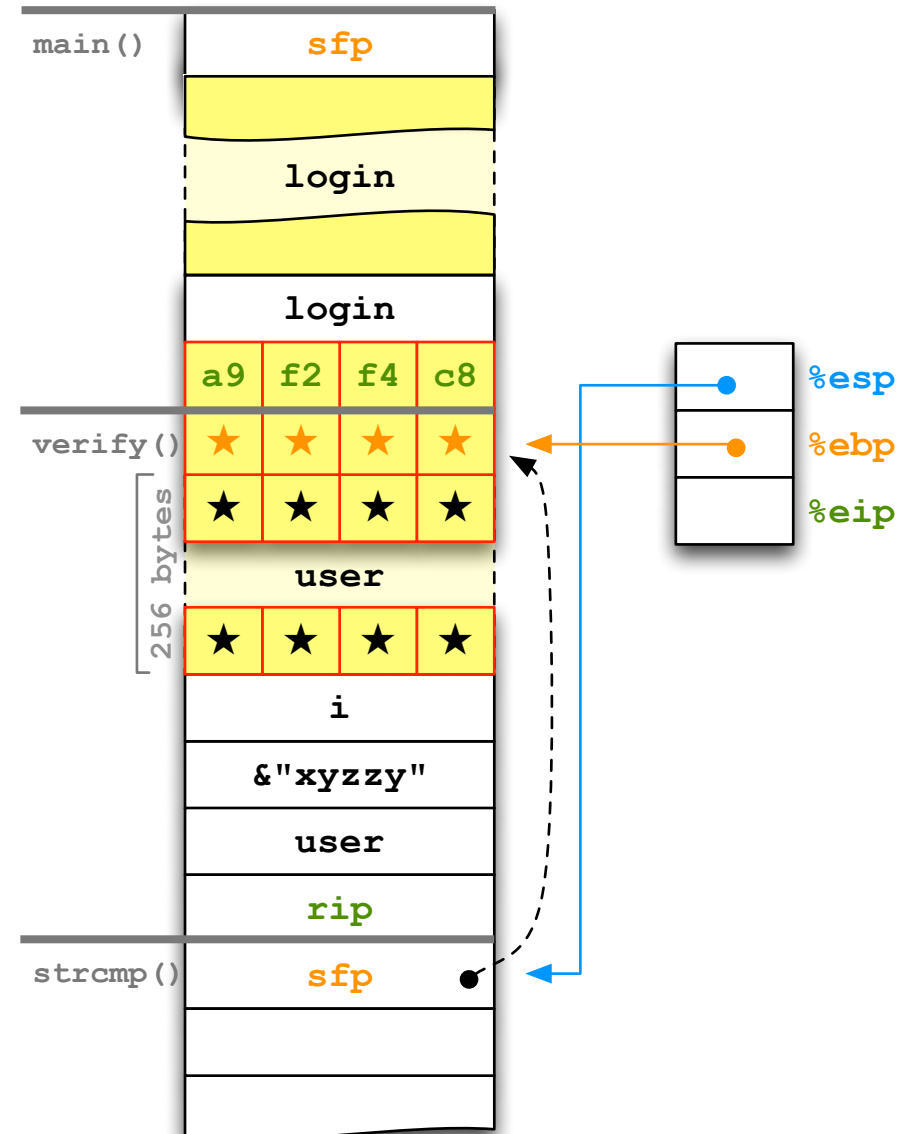 main()
sfp
login
login
a9 f2 f4 c8
%esp
verify()
★ ★ ★ ★
%ebp
★ ★ ★ ★
%eip
256 bytes
user
★ ★ ★ ★
i
&"xyzzy"
user
rip
strcmp()
sfp